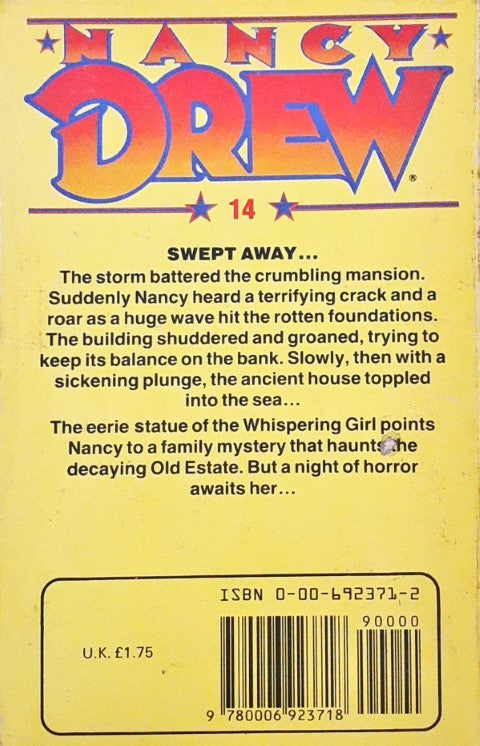 NANCY
DREW®
14
SWEPT AWAY...
The storm battered the crumbling mansion.
Suddenly Nancy heard a terrifying crack and a
roar as a huge wave hit the rotten foundations.
The building shuddered and groaned, trying to
keep its balance on the bank. Slowly, then with a
sickening plunge, the ancient house toppled
into the sea...
The eerie statue of the Whispering Girl points
Nancy to a family mystery that haunts the
decaying Old Estate. But a night of horror
awaits her...
ISBN 0-00-692371-2
90000
U.K. £1.75
9 780006 923718